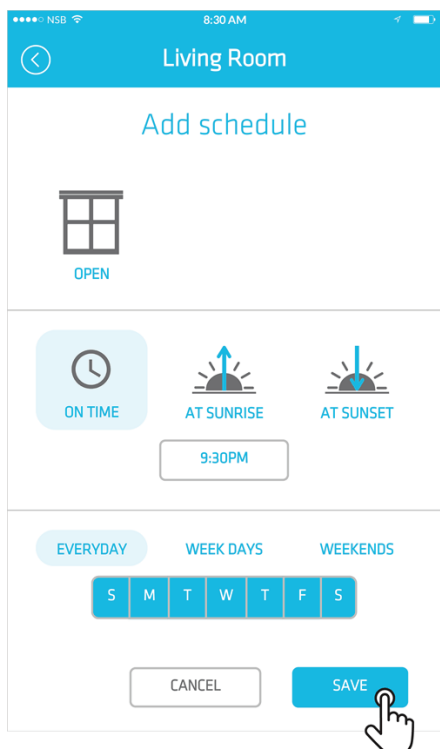 NSB 8:30 AM
Living Room
Add schedule
OPEN
ON TIME AT SUNRISE AT SUNSET
9:30PM
EVERYDAY WEEK DAYS WEEKENDS
S M T W T F S
CANCEL SAVE